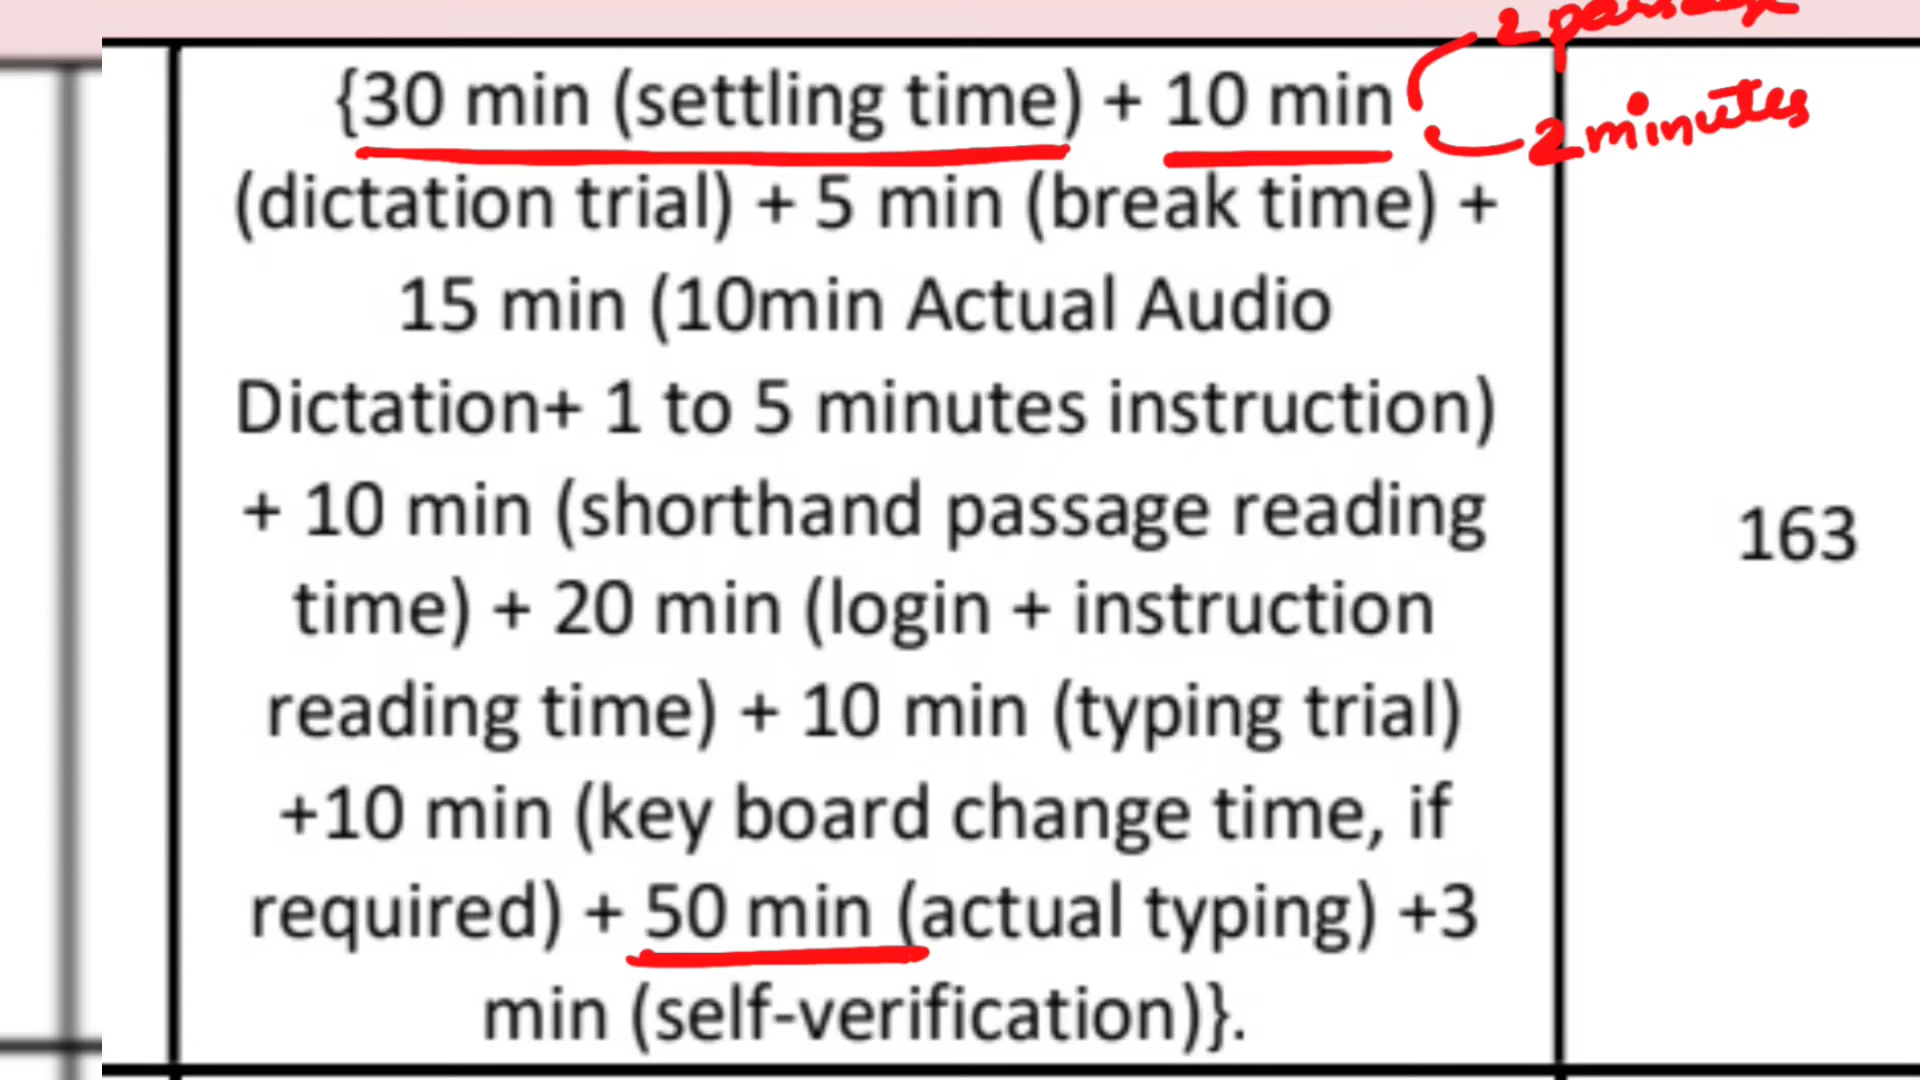 2 passage
{30 min (settling time) + 10 min
2 minutes
(dictation trial) + 5 min (break time) +
15 min (10min Actual Audio
Dictation+ 1 to 5 minutes instruction)
+ 10 min (shorthand passage reading
time) + 20 min (login + instruction
reading time) + 10 min (typing trial)
+10 min (key board change time, if
required) + 50 min (actual typing) +3
min (self-verification)}.
163